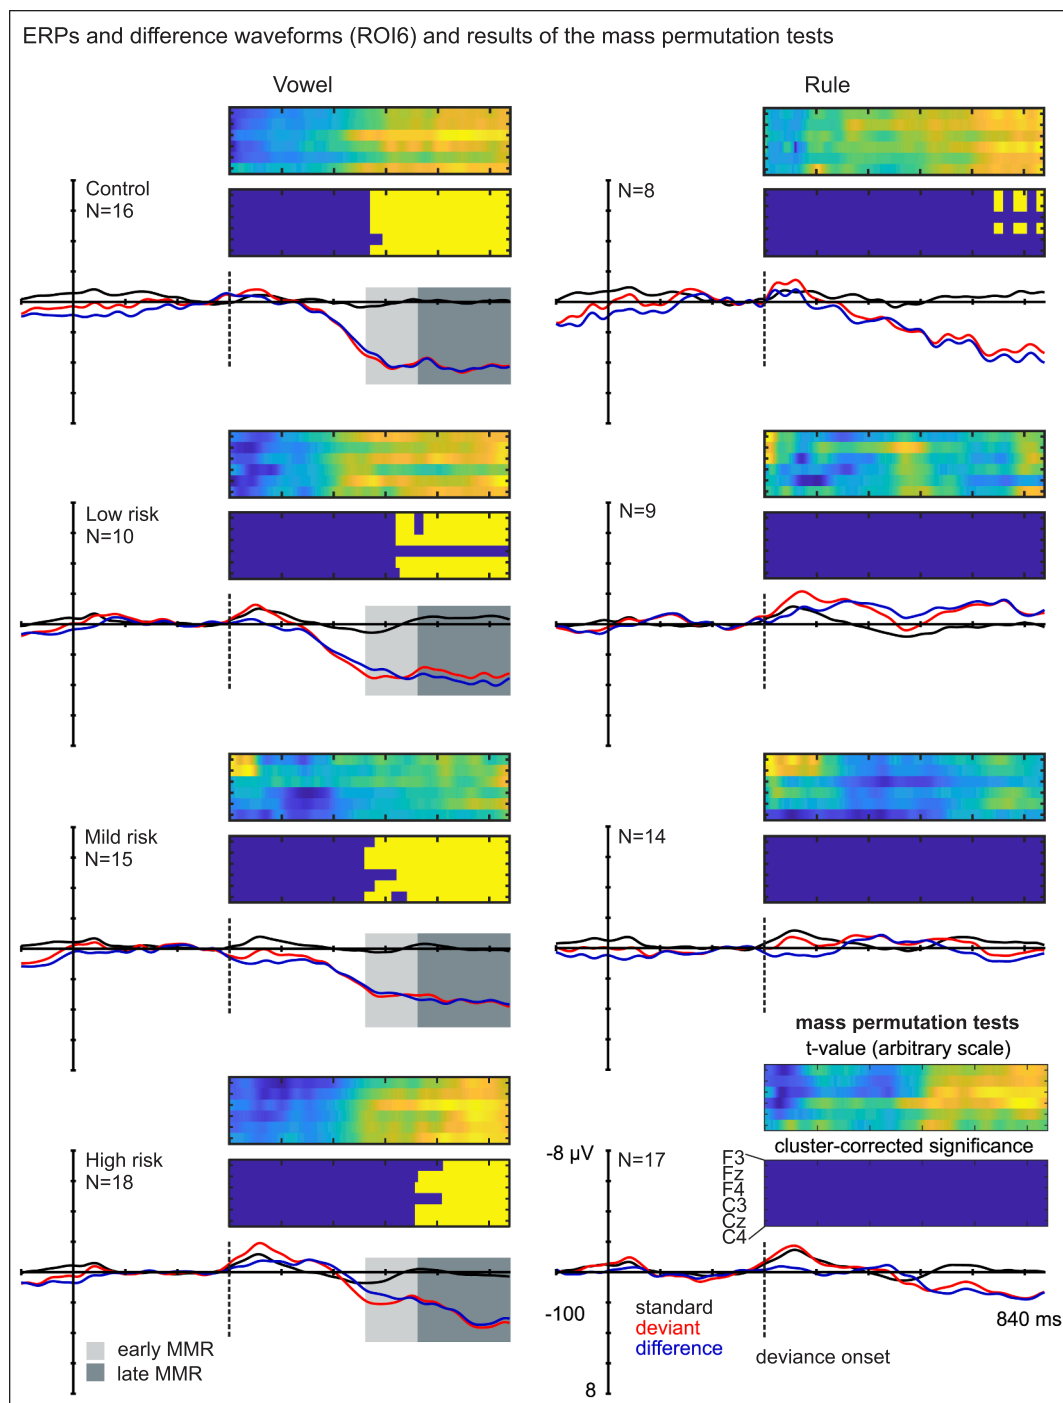 ERPs and difference waveforms (ROI6) and results of the mass permutation tests
Vowel
Rule
Control
N=16
N=8
Low risk
N=10
N=9
Mild risk
N=15
N=14
mass permutation tests
t-value (arbitrary scale)
cluster-corrected significance
High risk
N=18
-8 µV
N=17
F3
Fz
F4
C3
Cz
C4
-100
840 ms
standard
deviant
difference
deviance onset
early MMR
late MMR
8